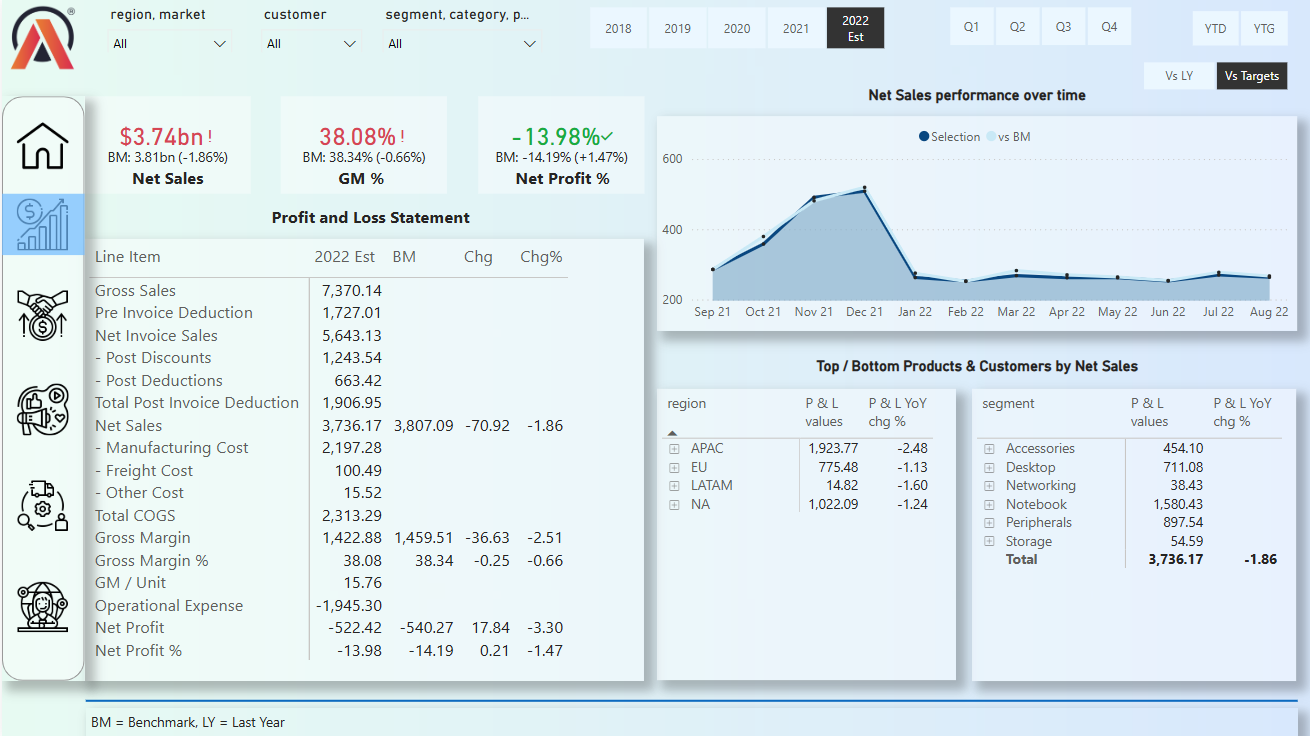 region, market
customer
segment, category, p...
All
All
All
2018
2019
2020
2021
2022
Est
Q1
Q2
Q3
Q4
YTD
YTG
Vs LY
Vs Targets
$3.74bn !
BM: 3.81bn (-1.86%)
Net Sales
38.08% !
BM: 38.34% (-0.66%)
GM %
-13.98%✓
BM: -14.19% (+1.47%)
Net Profit %
Net Sales performance over time
Selection vs BM
600
400
200
Sep 21 Oct 21 Nov 21 Dec 21 Jan 22 Feb 22 Mar 22 Apr 22 May 22 Jun 22 Jul 22 Aug 22
Profit and Loss Statement
Line Item 2022 Est BM Chg Chg%
Gross Sales 7,370.14
Pre Invoice Deduction 1,727.01
Net Invoice Sales 5,643.13
- Post Discounts 1,243.54
- Post Deductions 663.42
Total Post Invoice Deduction 1,906.95
Net Sales 3,736.17 3,807.09 -70.92 -1.86
- Manufacturing Cost 2,197.28
- Freight Cost 100.49
- Other Cost 15.52
Total COGS 2,313.29
Gross Margin 1,422.88 1,459.51 -36.63 -2.51
Gross Margin % 38.08 38.34 -0.25 -0.66
GM / Unit 15.76
Operational Expense -1,945.30
Net Profit -522.42 -540.27 17.84 -3.30
Net Profit % -13.98 -14.19 0.21 -1.47
Top / Bottom Products & Customers by Net Sales
region P & L values P & L YoY chg %
APAC 1,923.77 -2.48
EU 775.48 -1.13
LATAM 14.82 -1.60
NA 1,022.09 -1.24
segment P & L values P & L YoY chg %
Accessories 454.10
Desktop 711.08
Networking 38.43
Notebook 1,580.43
Peripherals 897.54
Storage 54.59
Total 3,736.17 -1.86
BM = Benchmark, LY = Last Year